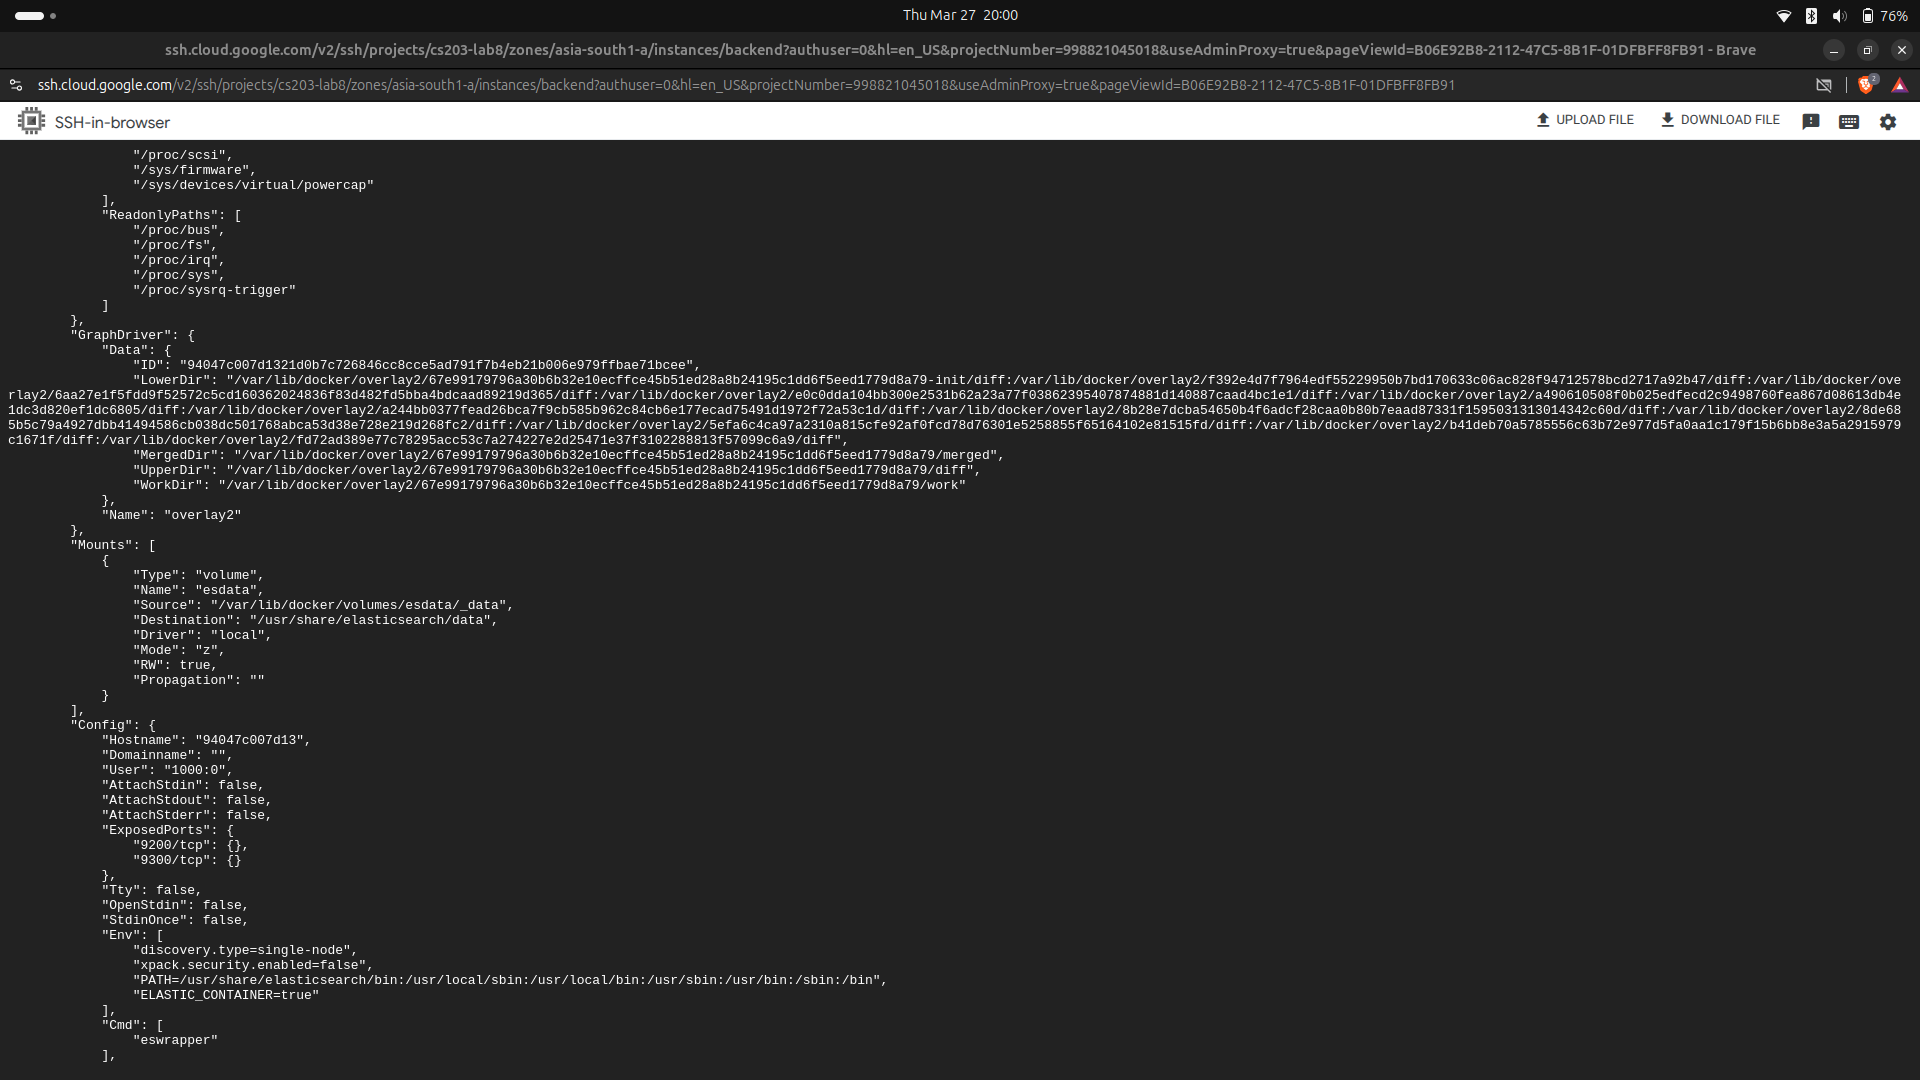 Thu Mar 27 20:00
76%
ssh.cloud.google.com/v2/ssh/projects/cs203-lab8/zones/asia-south1-a/instances/backend?authuser=0&hl=en_US&projectNumber=998821045018&useAdminProxy=true&pageViewId=B06E92B8-2112-47C5-8B1F-01DFBFF8FB91 - Brave
ssh.cloud.google.com/v2/ssh/projects/cs203-lab8/zones/asia-south1-a/instances/backend?authuser=0&hl=en_US&projectNumber=998821045018&useAdminProxy=true&pageViewId=B06E92B8-2112-47C5-8B1F-01DFBFF8FB91
2
SSH-in-browser
UPLOAD FILE
DOWNLOAD FILE
"/proc/scsi",
"/sys/firmware",
"/sys/devices/virtual/powercap"
],
"ReadonlyPaths": [
"/proc/bus",
"/proc/fs",
"/proc/irq",
"/proc/sys",
"/proc/sysrq-trigger"
]
},
"GraphDriver": {
"Data": {
"ID": "94047c007d1321d0b7c726846cc8cce5ad791f7b4eb21b006e979ffbae71bcee",
"LowerDir": "/var/lib/docker/overlay2/67e99179796a30b6b32e10ecffce45b51ed28a8b24195c1dd6f5eed1779d8a79-init/diff:/var/lib/docker/overlay2/f392e4d7f7964edf55229950b7bd170633c06ac828f94712578bcd2717a92b47/diff:/var/lib/docker/ove
rlay2/6aa27e1f5fdd9f52572c5cd160362024836f83d482fd5bba4bdcaad89219d365/diff:/var/lib/docker/overlay2/e0c0dda104bb300e2531b62a23a77f03862395407874881d140887caad4bc1e1/diff:/var/lib/docker/overlay2/a490610508f0b025edfecd2c9498760fea867d08613db4e
1dc3d820ef1dc6805/diff:/var/lib/docker/overlay2/a244bb0377fead26bca7f9cb585b962c84cb6e177ecad75491d1972f72a53c1d/diff:/var/lib/docker/overlay2/8b28e7dcba54650b4f6adcf28caa0b80b7eaad87331f1595031313014342c60d/diff:/var/lib/docker/overlay2/8de68
5b5c79a4927dbb41494586cb038dc501768abca53d38e728e219d268fc2/diff:/var/lib/docker/overlay2/5efa6c4ca97a2310a815cfe92af0fcd78d76301e5258855f65164102e81515fd/diff:/var/lib/docker/overlay2/b41deb70a5785556c63b72e977d5fa0aa1c179f15b6bb8e3a5a2915979
c1671f/diff:/var/lib/docker/overlay2/fd72ad389e77c78295acc53c7a274227e2d25471e37f3102288813f57099c6a9/diff",
"MergedDir": "/var/lib/docker/overlay2/67e99179796a30b6b32e10ecffce45b51ed28a8b24195c1dd6f5eed1779d8a79/merged",
"UpperDir": "/var/lib/docker/overlay2/67e99179796a30b6b32e10ecffce45b51ed28a8b24195c1dd6f5eed1779d8a79/diff",
"WorkDir": "/var/lib/docker/overlay2/67e99179796a30b6b32e10ecffce45b51ed28a8b24195c1dd6f5eed1779d8a79/work"
},
"Name": "overlay2"
},
"Mounts": [
{
"Type": "volume",
"Name": "esdata",
"Source": "/var/lib/docker/volumes/esdata/_data",
"Destination": "/usr/share/elasticsearch/data",
"Driver": "local",
"Mode": "z",
"RW": true,
"Propagation": ""
}
],
"Config": {
"Hostname": "94047c007d13",
"Domainname": "",
"User": "1000:0",
"AttachStdin": false,
"AttachStdout": false,
"AttachStderr": false,
"ExposedPorts": {
"9200/tcp": {},
"9300/tcp": {}
},
"Tty": false,
"OpenStdin": false,
"StdinOnce": false,
"Env": [
"discovery.type=single-node",
"xpack.security.enabled=false",
"PATH=/usr/share/elasticsearch/bin:/usr/local/sbin:/usr/local/bin:/usr/sbin:/usr/bin:/sbin:/bin",
"ELASTIC_CONTAINER=true"
],
"Cmd": [
"eswrapper"
],